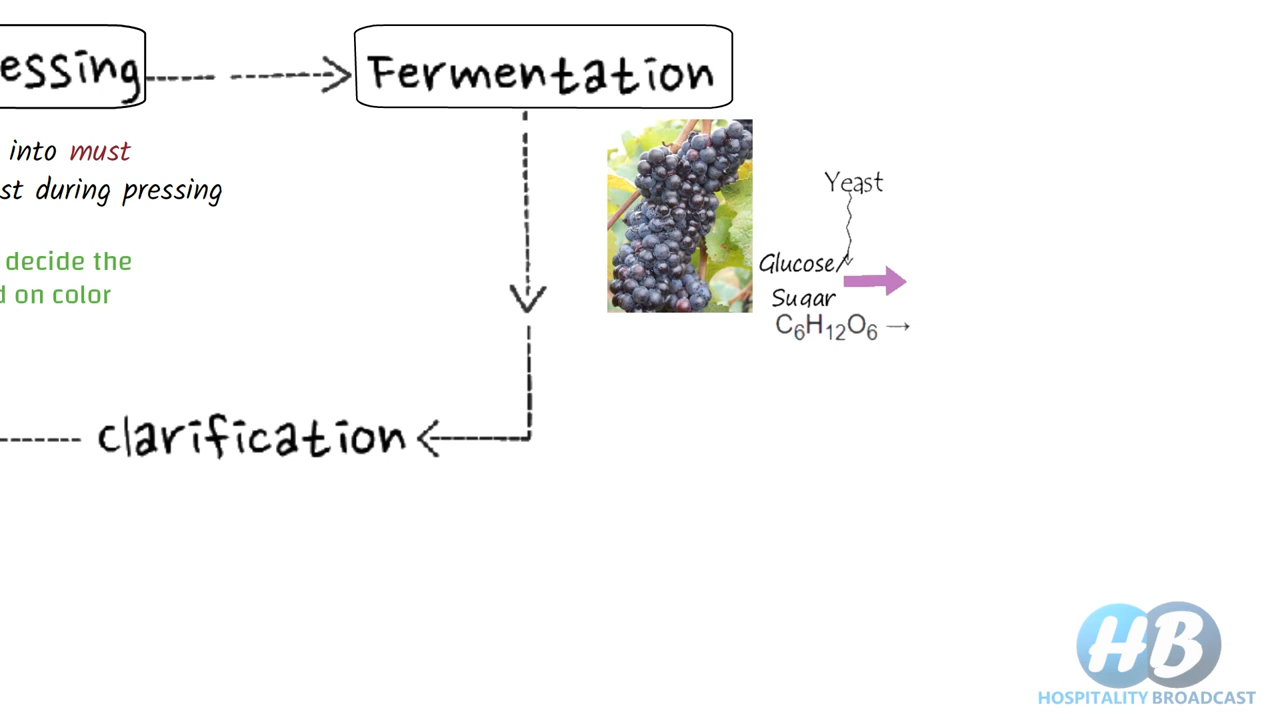 essing
Fermentation
into must
st during pressing
decide the
d on color
Yeast
Glucose/
Sugar
C₆H₁₂O₆ →
clarification
HB
HOSPITALITY BROADCAST